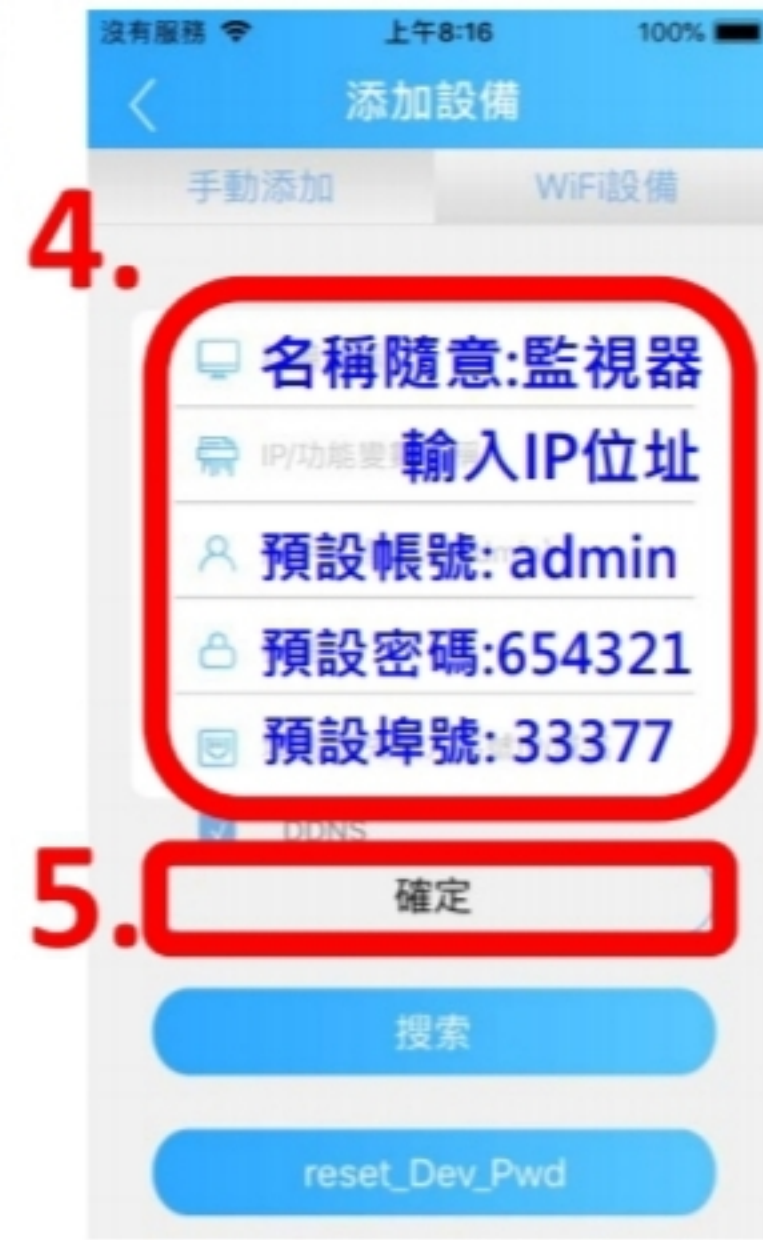 沒有服務 上午8:16 100%
添加設備
手動添加 WiFi設備
4.
名稱隨意:監視器
IP/功能變 輸入IP位址
預設帳號: admin
預設密碼:654321
預設埠號: 33377
DDNS
5.
確定
搜索
reset_Dev_Pwd